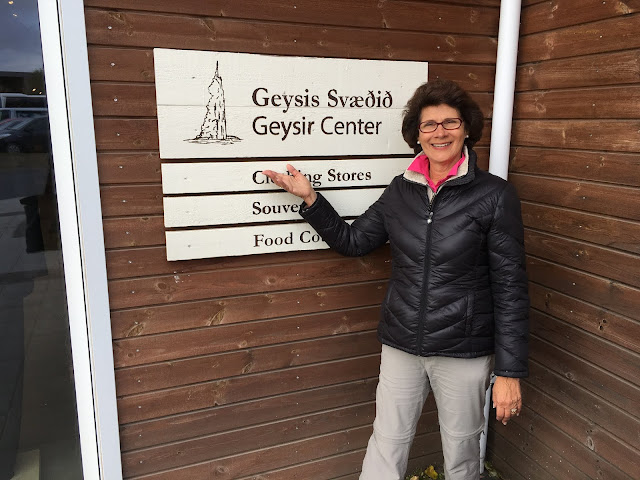 Geysis Svæðið
Geysir Center
Stores
Food